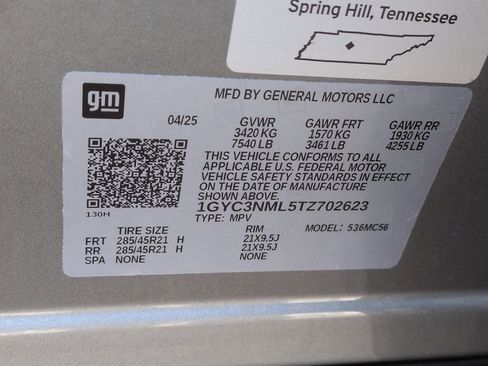 Spring Hill, Tennessee
gm
MFD BY GENERAL MOTORS LLC
04/25 GVWR GAWR FRT GAWR RR
3420 KG 1570 KG 1930 KG
7540 LB 3461 LB 4255 LB
THIS VEHICLE CONFORMS TO ALL
APPLICABLE U.S. FEDERAL MOTOR
VEHICLE SAFETY STANDARDS IN EFFECT
ON THE DATE OF MANUFACTURE
SHOWN ABOVE.
1GYC3NML5TZ702623
130H TYPE: MPV
TIRE SIZE RIM MODEL: 536MC56
FRT 285/45R21 H 21X9.5J
RR 285/45R21 H 21X9.5J
SPA NONE NONE